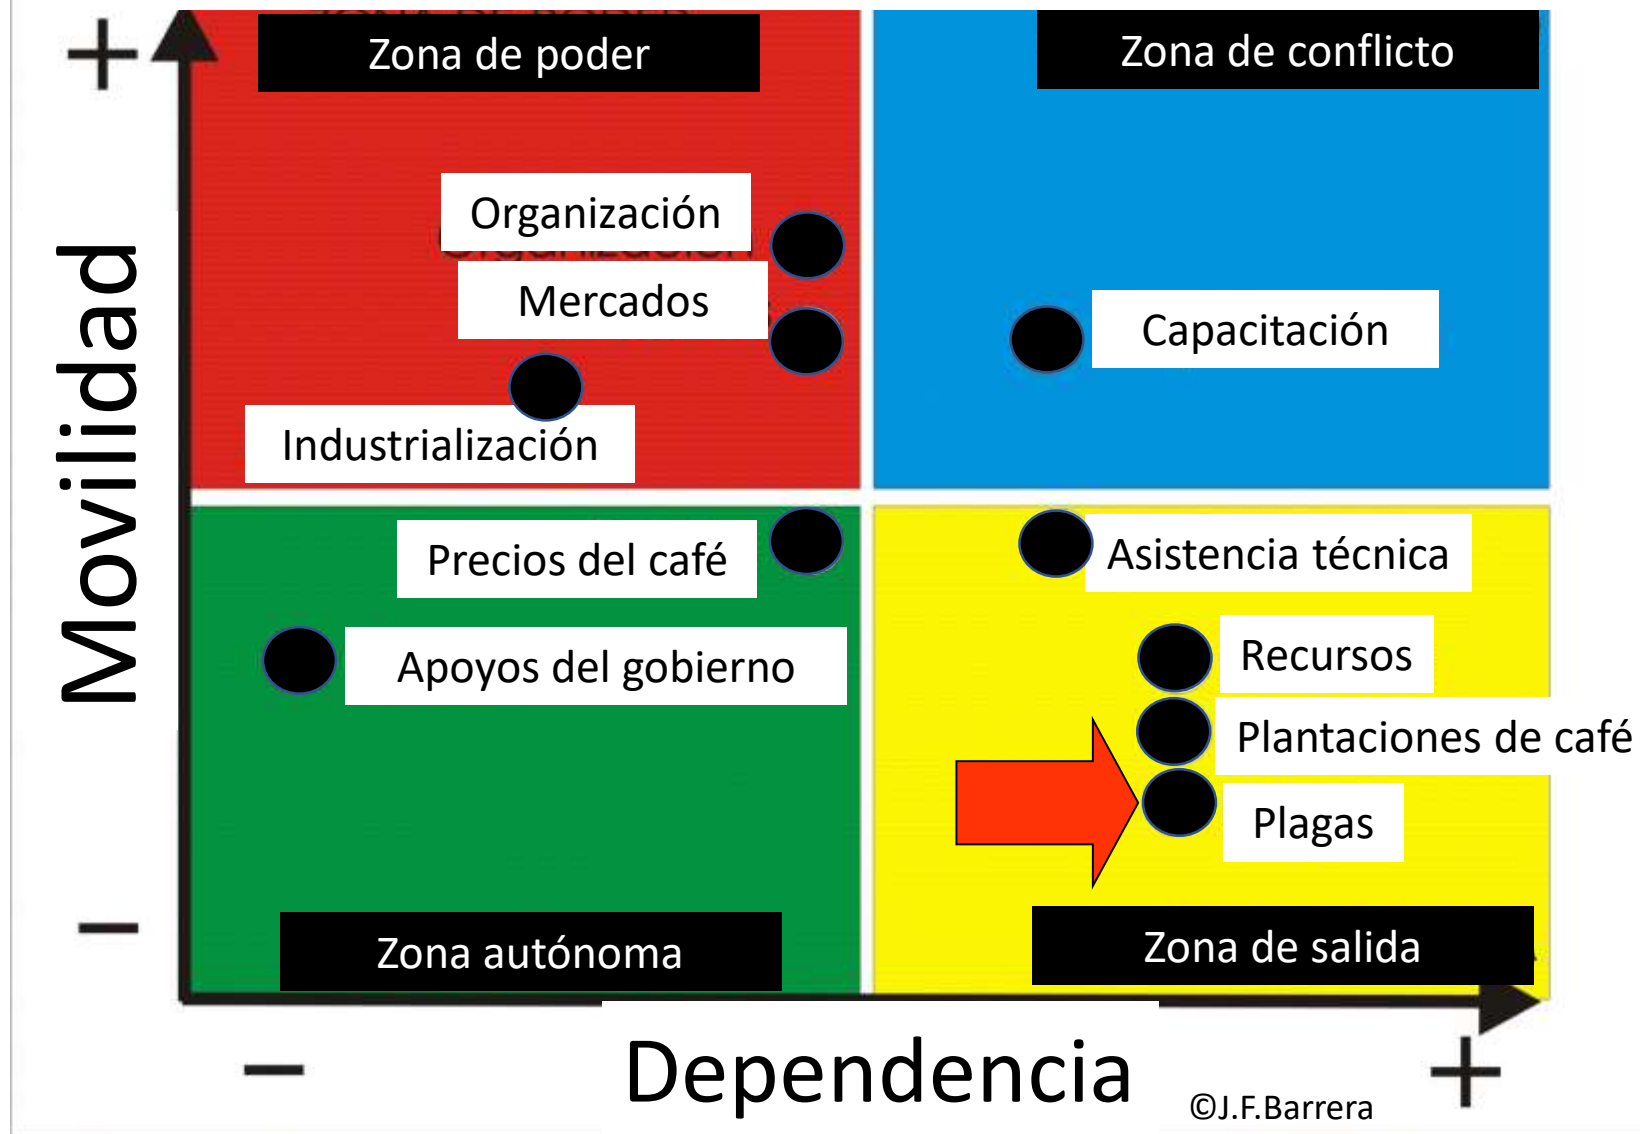 +
Zona de poder
Zona de conflicto
Organización
Mercados
Capacitación
Industrialización
Movilidad
Precios del café
Asistencia técnica
Apoyos del gobierno
Recursos
Plantaciones de café
Plagas
−
Zona autónoma
Zona de salida
−
Dependencia
+
©J.F.Barrera